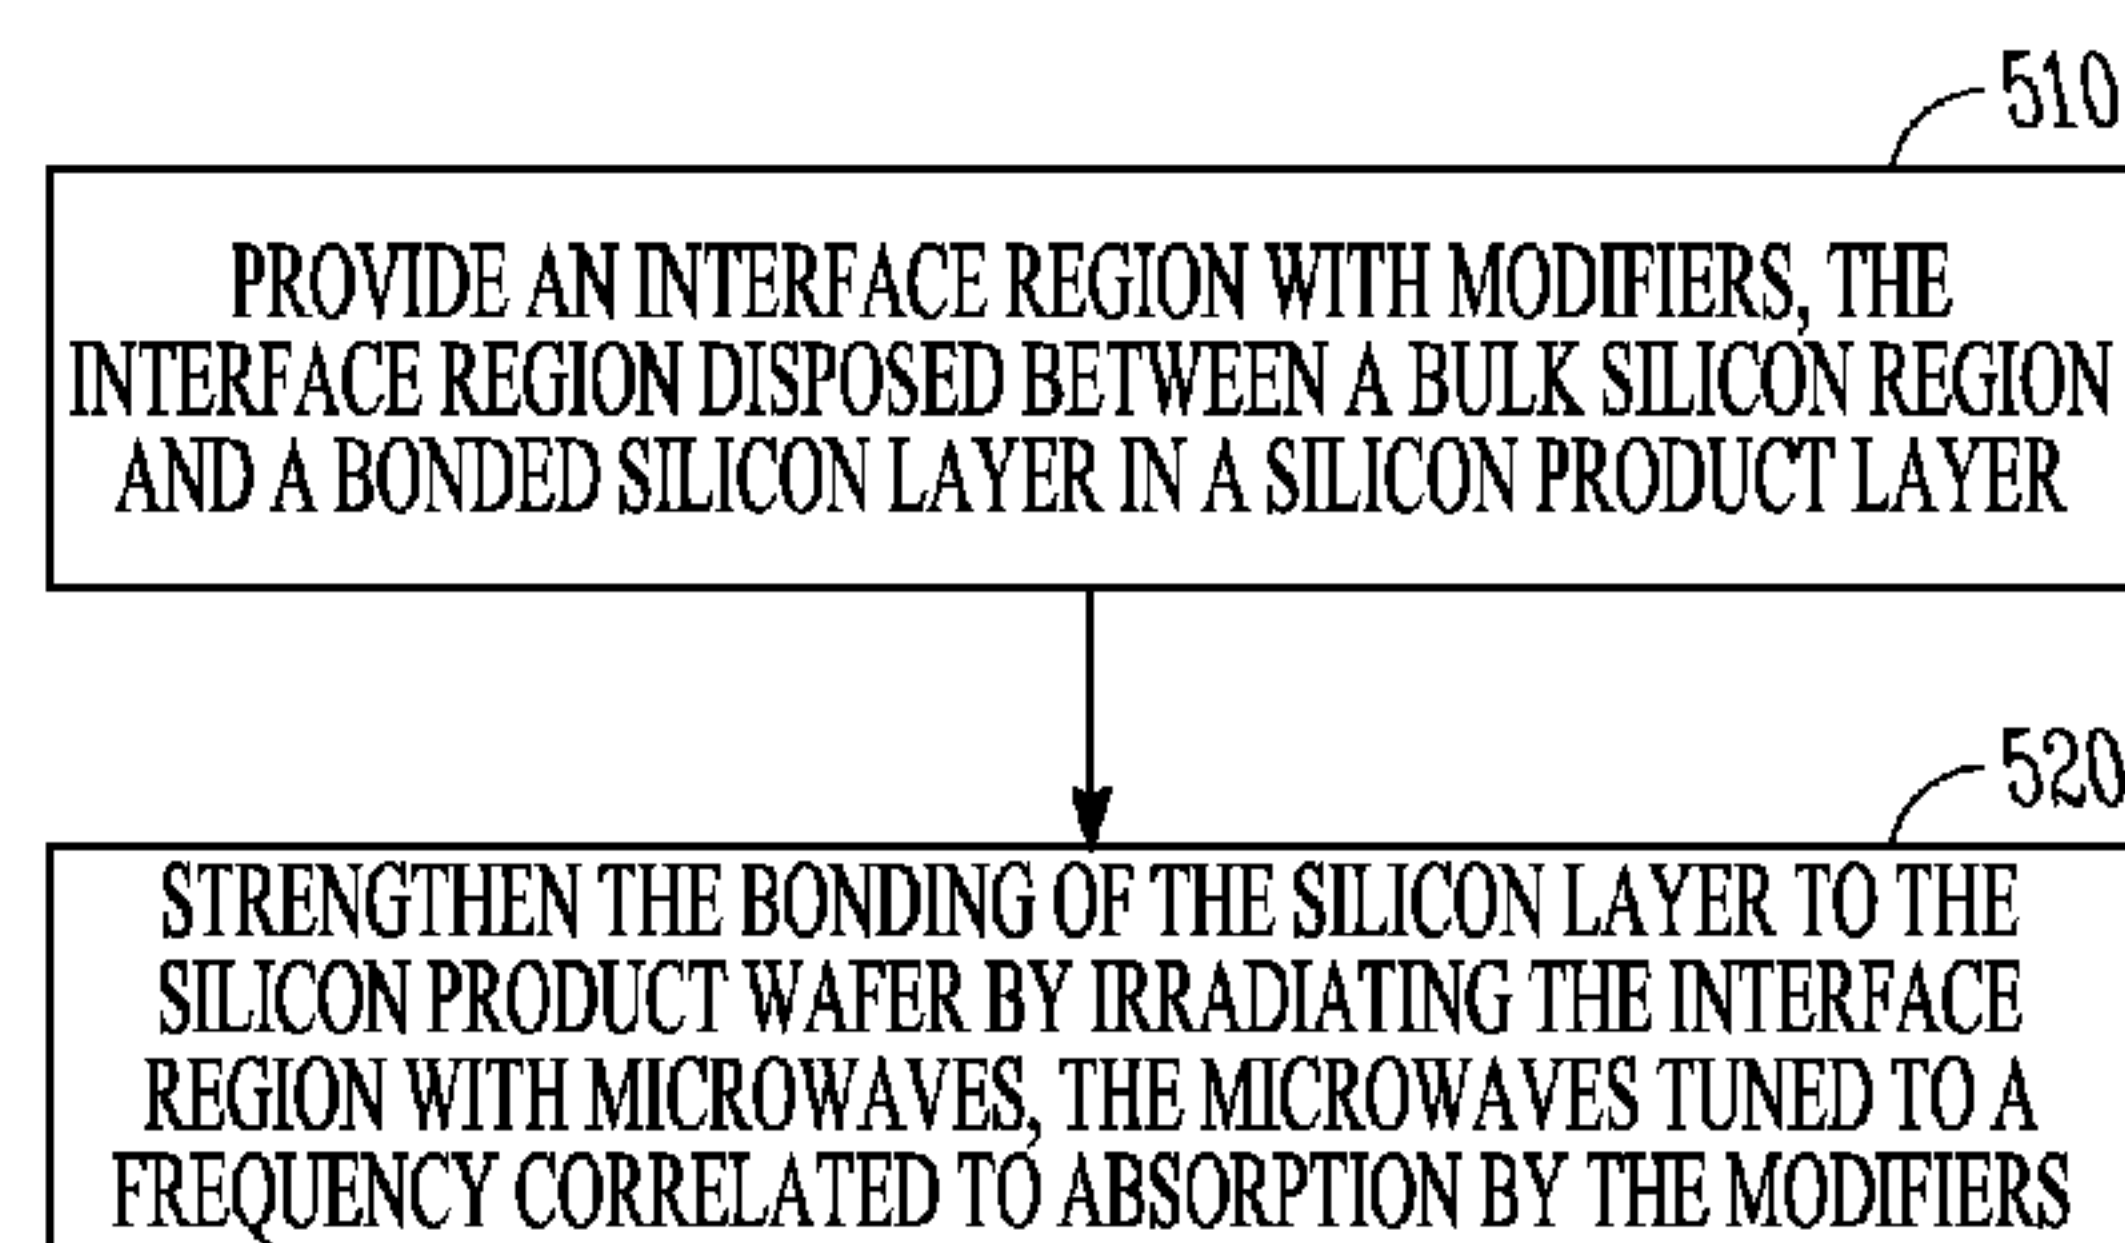 510
PROVIDE AN INTERFACE REGION WITH MODIFIERS, THE
INTERFACE REGION DISPOSED BETWEEN A BULK SILICON REGION
AND A BONDED SILICON LAYER IN A SILICON PRODUCT LAYER
520
STRENGTHEN THE BONDING OF THE SILICON LAYER TO THE
SILICON PRODUCT WAFER BY IRRADIATING THE INTERFACE
REGION WITH MICROWAVES, THE MICROWAVES TUNED TO A
FREQUENCY CORRELATED TO ABSORPTION BY THE MODIFIERS